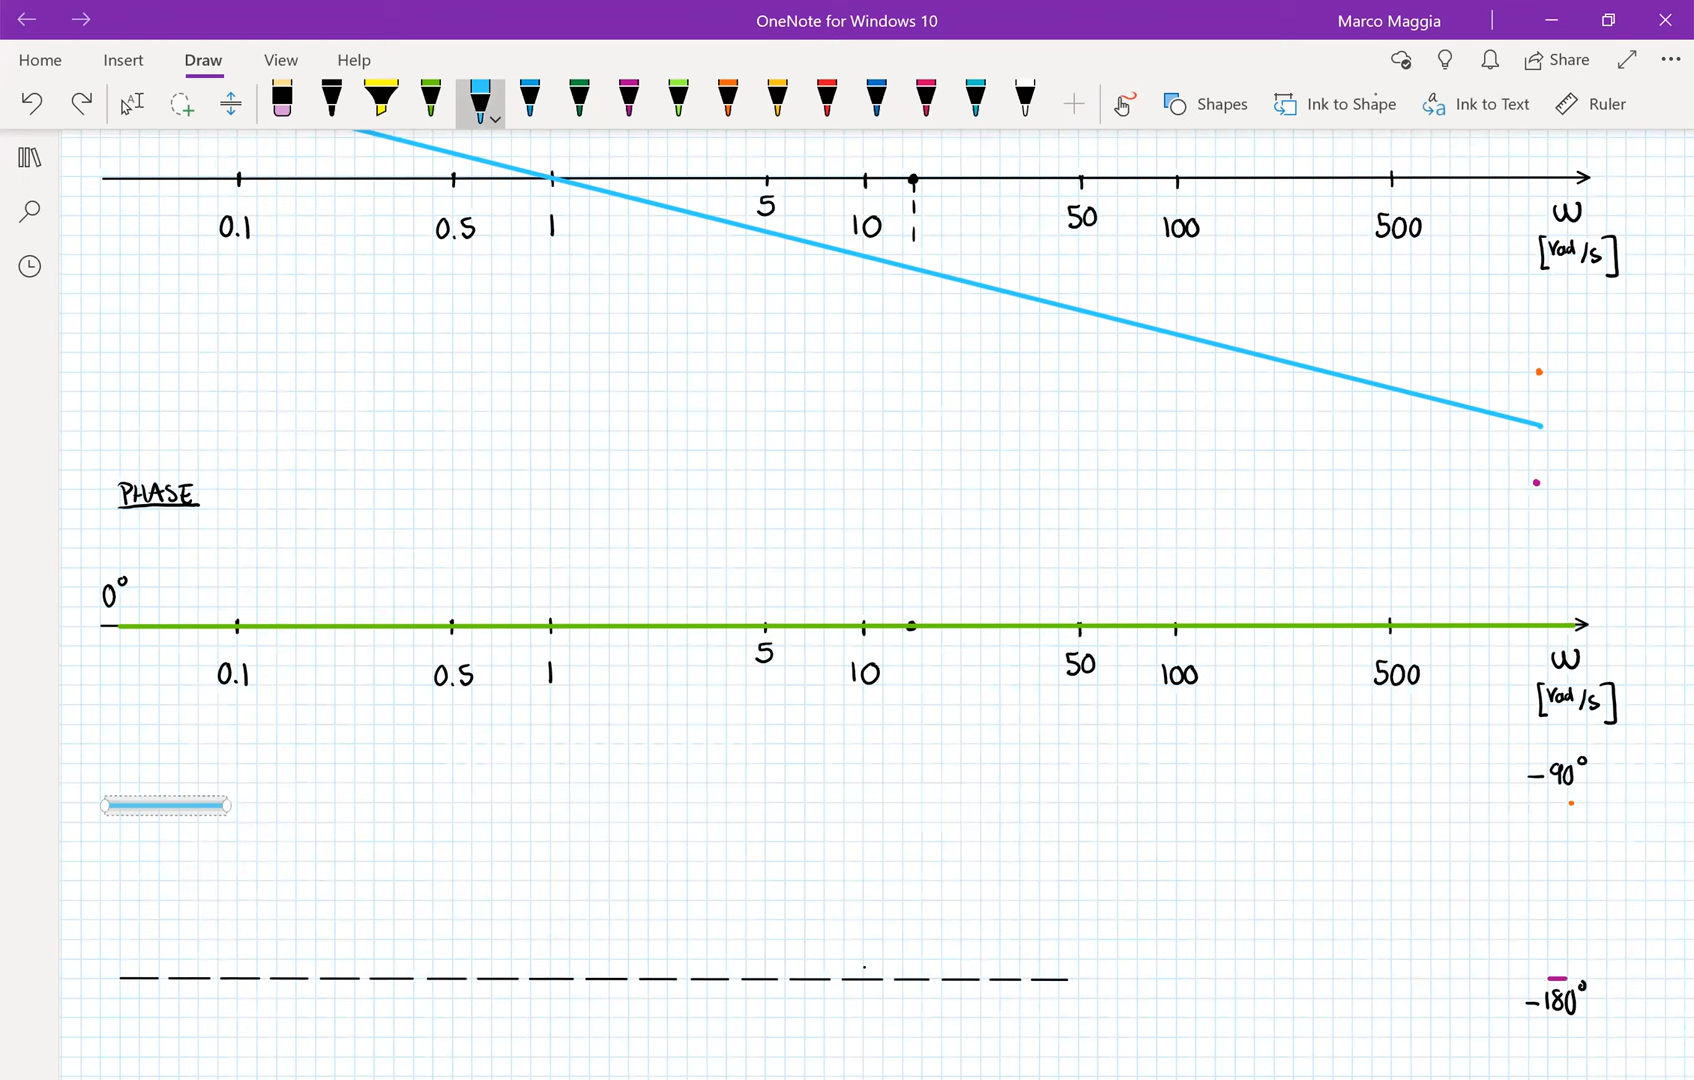 OneNote for Windows 10
Marco Maggia
Home Insert Draw View Help
Share
Shapes Ink to Shape Ink to Text Ruler
0.1 0.5 1 5 10 50 100 500 ω
[rad/s]
PHASE
0°
0.1 0.5 1 5 10 50 100 500 ω
[rad/s]
-90°
-180°